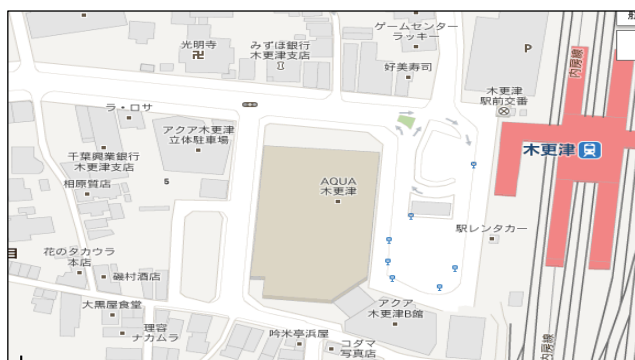 ゲームセンター
ラッキー
光明寺
みずほ銀行
木更津支店
P
内房線
好美寿司
木更津
駅前交番
ラ・ロサ
アクア木更津
立体駐車場
木更津
千葉興業銀行
木更津支店
AQUA
木更津
相原質店
5
駅レンタカー
花のタカウラ
本店
目
磯村酒店
大黒屋食堂
アクア
木更津B館
理容
ナカムラ
吟米亭浜屋
コダマ
写真店
内房線